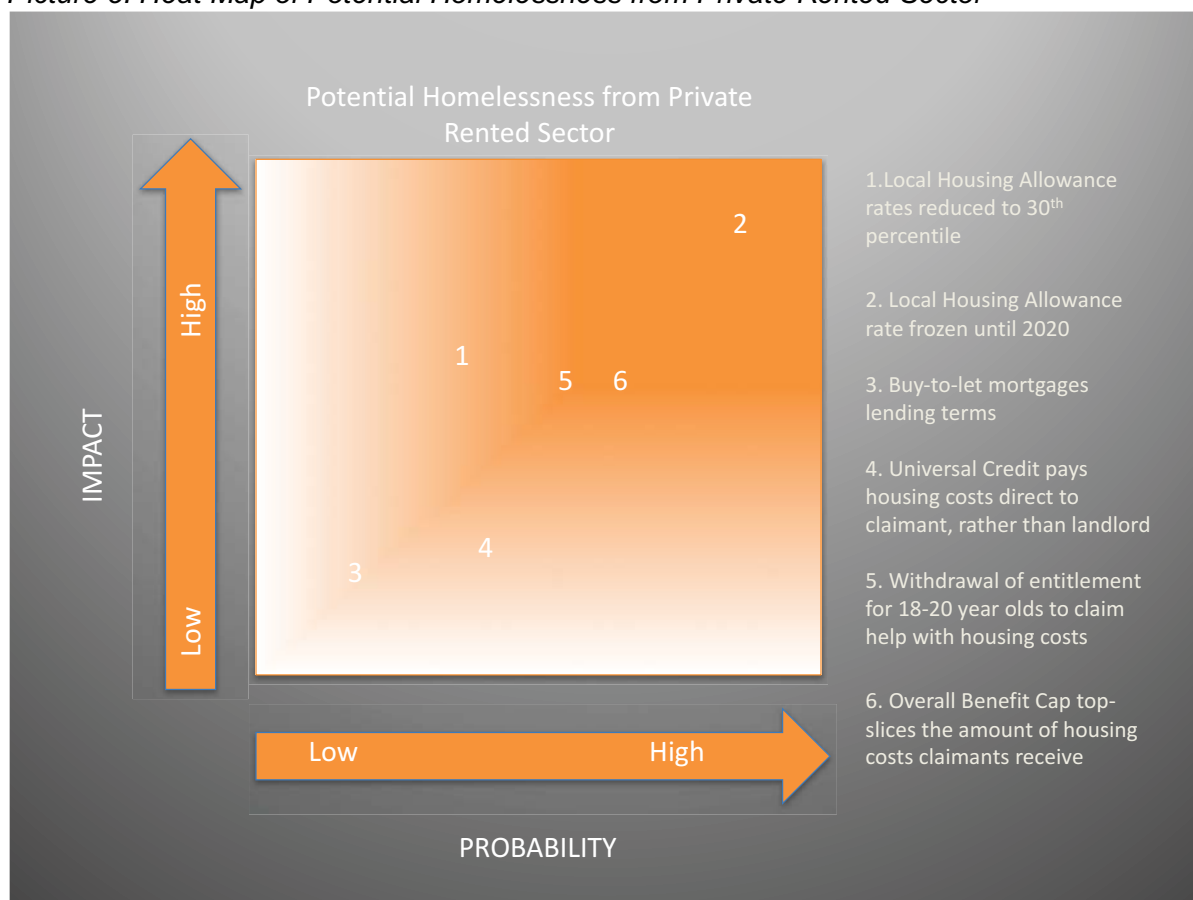 Potential Homelessness from Private
Rented Sector
IMPACT
High
Low
2
1
5
6
4
3
Low
High
PROBABILITY
1.Local Housing Allowance
rates reduced to 30th
percentile
2. Local Housing Allowance
rate frozen until 2020
3. Buy-to-let mortgages
lending terms
4. Universal Credit pays
housing costs direct to
claimant, rather than landlord
5. Withdrawal of entitlement
for 18-20 year olds to claim
help with housing costs
6. Overall Benefit Cap top-
slices the amount of housing
costs claimants receive